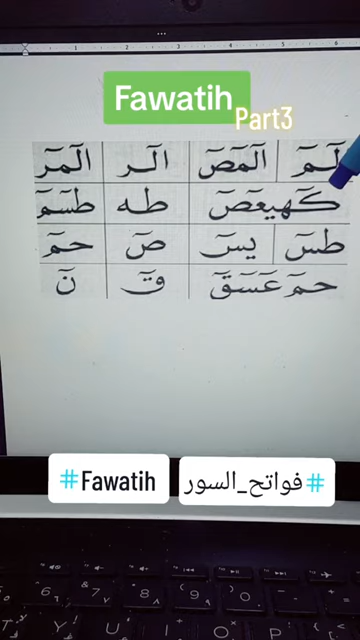 Fawatih
Part3
الٓمٓ الٓمٓصٓ الٓر الٓمٓر
كٓهيعٓصٓ طه طسٓمٓ
طسٓ يسٓ صٓ حمٓ
حمٓ عٓسٓقٓ قٓ نٓ
#Fawatih
#فواتح_السور